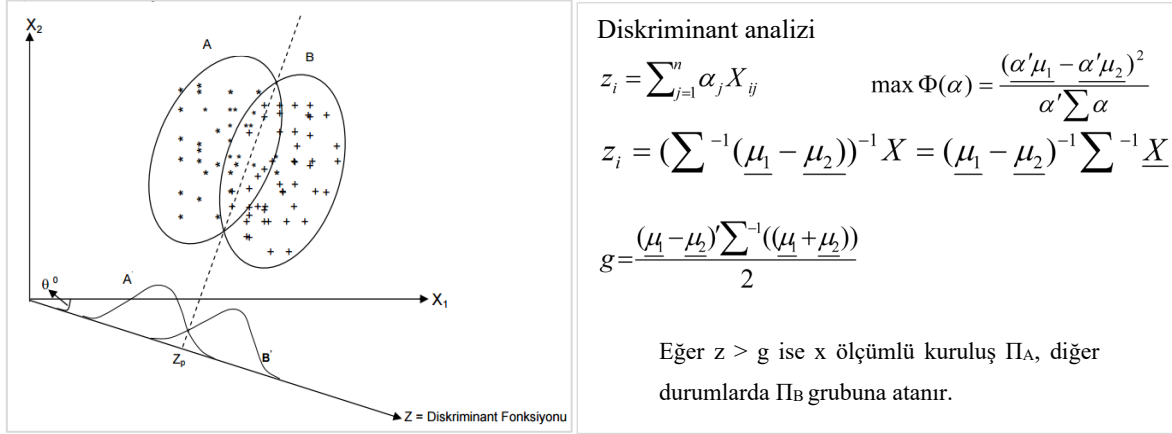 X₂
A
B
θ⁰
A'
X₁
Zₚ
B'
Z = Diskriminant Fonksiyonu
Diskriminant analizi
zᵢ = ∑ⁿⱼ₌₁ αⱼ Xᵢⱼ
max Φ(α) = (α'μ₁ − α'μ₂)² / α'∑α
zᵢ = (∑⁻¹(μ₁ − μ₂))⁻¹ X = (μ₁ − μ₂)⁻¹ ∑⁻¹ X
g = (μ₁ − μ₂)'∑⁻¹((μ₁ + μ₂)) / 2
Eğer z > g ise x ölçümlü kuruluş Π_A, diğer
durumlarda Π_B grubuna atanır.